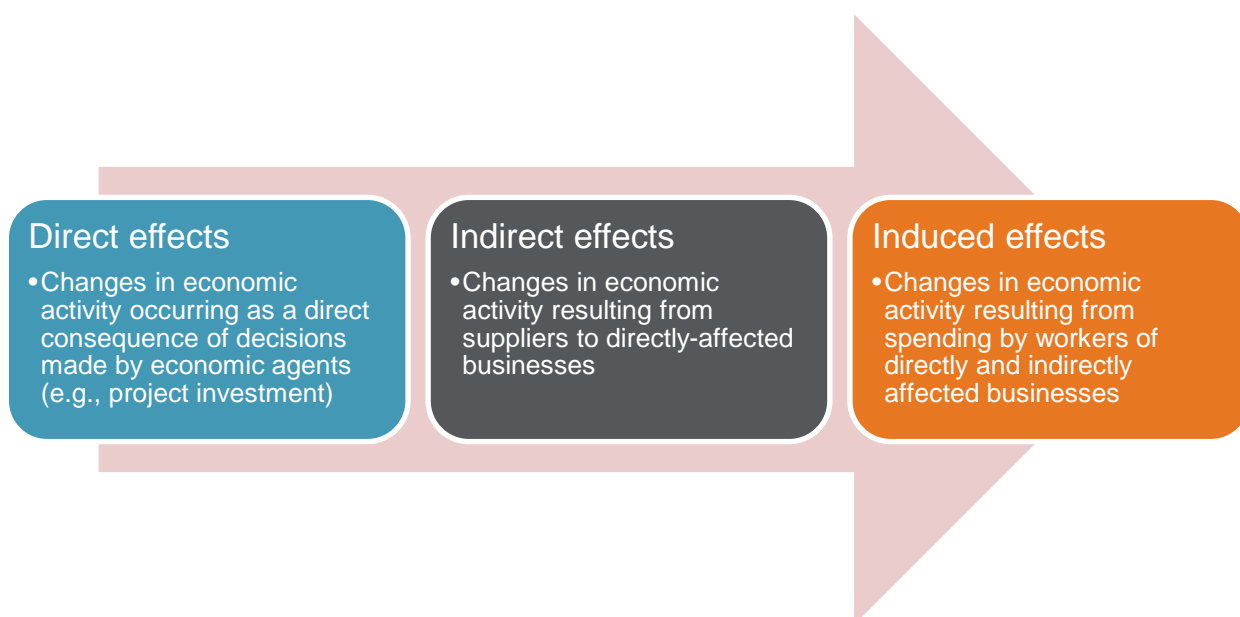 Direct effects
•Changes in economic
activity occurring as a direct
consequence of decisions
made by economic agents
(e.g., project investment)
Indirect effects
•Changes in economic
activity resulting from
suppliers to directly-affected
businesses
Induced effects
•Changes in economic
activity resulting from
spending by workers of
directly and indirectly
affected businesses